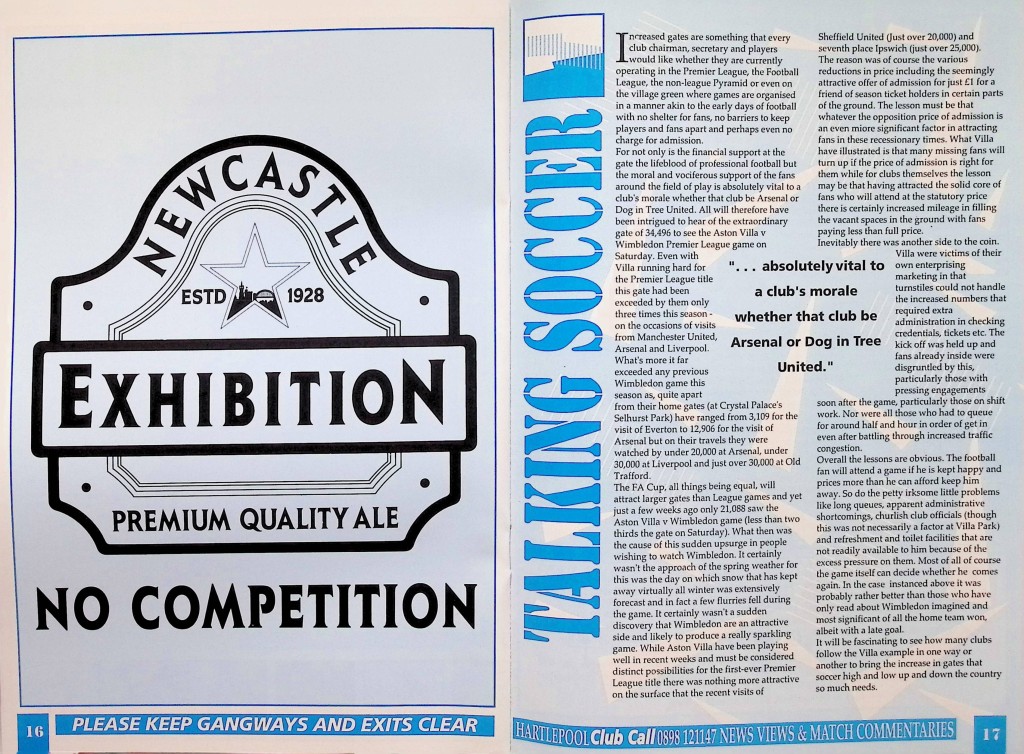 NEWCASTLE
ESTD 1928
EXHIBITION
PREMIUM QUALITY ALE
NO COMPETITION
16 PLEASE KEEP GANGWAYS AND EXITS CLEAR
TALKING SOCCER
Increased gates are something that every
club chairman, secretary and players
would like whether they are currently
operating in the Premier League, the Football
League, the non-league Pyramid or even on
the village green where games are organised
in a manner akin to the early days of football
with no shelter for fans, no barriers to keep
players and fans apart and perhaps even no
charge for admission.
For not only is the financial support at the
gate the lifeblood of professional football but
the moral and vociferous support of the fans
around the field of play is absolutely vital to a
club's morale whether that club be Arsenal or
Dog in Tree United. All will therefore have
been intrigued to hear of the extraordinary
gate of 34,496 to see the Aston Villa v
Wimbledon Premier League game on
Saturday. Even with
Villa running hard for
the Premier League title
this gate had been
exceeded by them only
three times this season -
on the occasions of visits
from Manchester United,
Arsenal and Liverpool.
What's more it far
exceeded any previous
Wimbledon game this
season as, quite apart
from their home gates (at Crystal Palace's
Selhurst Park) have ranged from 3,109 for the
visit of Everton to 12,906 for the visit of
Arsenal but on their travels they were
watched by under 20,000 at Arsenal, under
30,000 at Liverpool and just over 30,000 at Old
Trafford.
The FA Cup, all things being equal, will
attract larger gates than League games and yet
just a few weeks ago only 21,088 saw the
Aston Villa v Wimbledon game (less than two
thirds the gate on Saturday). What then was
the cause of this sudden upsurge in people
wishing to watch Wimbledon. It certainly
wasn't the approach of the spring weather for
this was the day on which snow that has kept
away virtually all winter was extensively
forecast and in fact a few flurries fell during
the game. It certainly wasn't a sudden
discovery that Wimbledon are an attractive
side and likely to produce a really sparkling
game. While Aston Villa have been playing
well in recent weeks and must be considered
distinct possibilities for the first-ever Premier
League title there was nothing more attractive
on the surface that the recent visits of
Sheffield United (Just over 20,000) and
seventh place Ipswich (just over 25,000).
The reason was of course the various
reductions in price including the seemingly
attractive offer of admission for just £1 for a
friend of season ticket holders in certain parts
of the ground. The lesson must be that
whatever the opposition price of admission is
an even more significant factor in attracting
fans in these recessionary times. What Villa
have illustrated is that many missing fans will
turn up if the price of admission is right for
them while for clubs themselves the lesson
may be that having attracted the solid core of
fans who will attend at the statutory price
there is certainly increased mileage in filling
the vacant spaces in the ground with fans
paying less than full price.
Inevitably there was another side to the coin.
Villa were victims of their
own enterprising
marketing in that
turnstiles could not handle
the increased numbers that
required extra
administration in checking
credentials, tickets etc. The
kick off was held up and
fans already inside were
disgruntled by this,
particularly those with
pressing engagements
soon after the game, particularly those on shift
work. Nor were all those who had to queue
for around half and hour in order of get in
even after battling through increased traffic
congestion.
Overall the lessons are obvious. The football
fan will attend a game if he is kept happy and
prices more than he can afford keep him
away. So do the petty irksome little problems
like long queues, apparent administrative
shortcomings, churlish club officials (though
this was not necessarily a factor at Villa Park)
and refreshment and toilet facilities that are
not readily available to him because of the
excess pressure on them. Most of all of course
the game itself can decide whether he comes
again. In the case instanced above it was
probably rather better than those who have
only read about Wimbledon imagined and
most significant of all the home team won,
albeit with a late goal.
It will be fascinating to see how many clubs
follow the Villa example in one way or
another to bring the increase in gates that
soccer high and low up and down the country
so much needs.
"... absolutely vital to
a club's morale
whether that club be
Arsenal or Dog in Tree
United."
HARTLEPOOL Club Call 0898 121147 NEWS VIEWS & MATCH COMMENTARIES 17